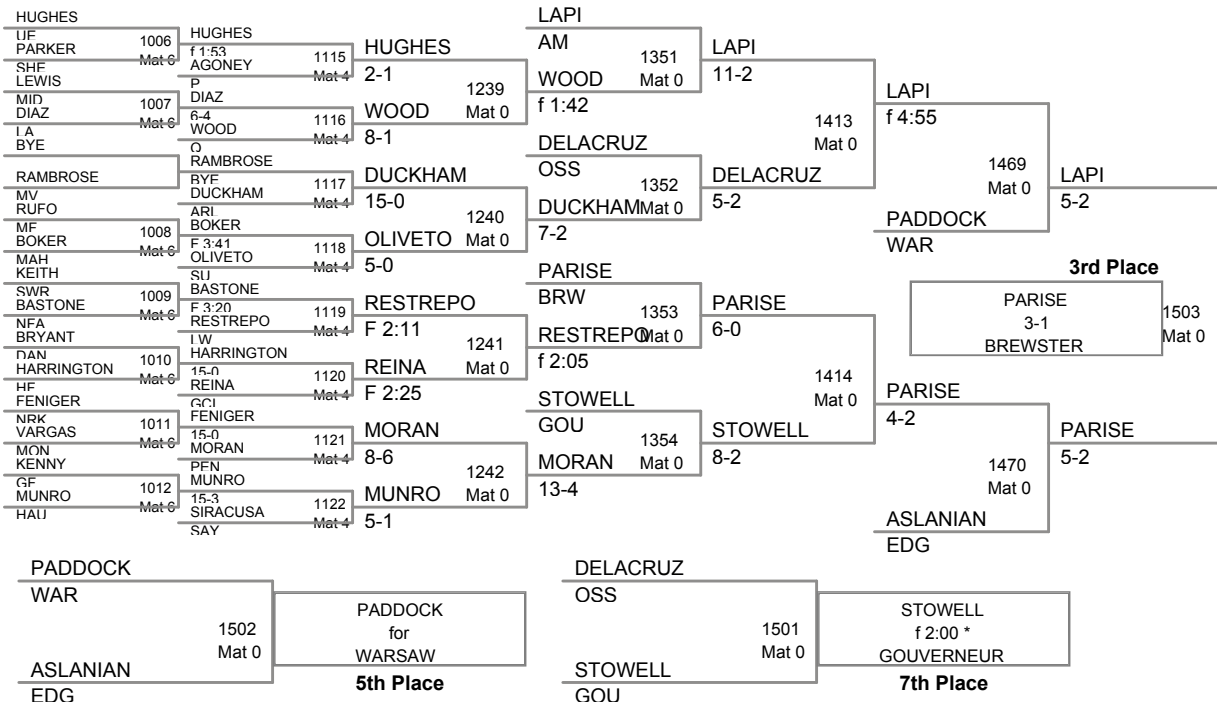 HUGHES
PARKER
SHE
LEWIS
MID
DIAZ
LA
BYE
RAMBROSE
MV
RUFO
BOKER
MAH
KEITH
SWR
BASTONE
NFA
BRYANT
DAN
HARRINGTON
FENIGER
NRK
VARGAS
MON
KENNY
MUNRO
HAU
1006
Mat 6
1007
Mat 6
1008
Mat 6
1009
Mat 6
1010
Mat 6
1011
Mat 6
1012
Mat 6
HUGHES
f 1:53
AGONEY
P
DIAZ
6-4
WOOD
RAMBROSE
BYE
DUCKHAM
ARL
BOKER
F 3:41
OLIVETO
SU
BASTONE
F 3:20
RESTREPO
LW
HARRINGTON
15-0
REINA
FENIGER
15-0
MORAN
PEN
MUNRO
15-3
SIRACUSA
SAY
1115
Mat 4
1116
Mat 4
1117
Mat 4
1118
Mat 4
1119
Mat 4
1120
Mat 4
1121
Mat 4
1122
Mat 4
HUGHES
2-1
WOOD
8-1
DUCKHAM
15-0
OLIVETO
5-0
RESTREPO
F 2:11
REINA
F 2:25
MORAN
8-6
MUNRO
5-1
1239
Mat 0
1240
Mat 0
1241
Mat 0
1242
Mat 0
LAPI
AM
WOOD
f 1:42
DELACRUZ
OSS
DUCKHAM
7-2
PARISE
BRW
RESTREPO
f 2:05
STOWELL
GOU
MORAN
13-4
1351
Mat 0
1352
Mat 0
1353
Mat 0
1354
Mat 0
LAPI
11-2
DELACRUZ
5-2
PARISE
6-0
STOWELL
8-2
1413
Mat 0
1414
Mat 0
LAPI
f 4:55
PADDOCK
WAR
PARISE
4-2
ASLANIAN
EDG
1469
Mat 0
1470
Mat 0
LAPI
5-2
3rd Place
PARISE
3-1
BREWSTER
1503
Mat 0
PARISE
5-2
PADDOCK
WAR
1502
Mat 0
ASLANIAN
EDG
PADDOCK
for
WARSAW
5th Place
DELACRUZ
OSS
1501
Mat 0
STOWELL
GOU
STOWELL
f 2:00 *
GOUVERNEUR
7th Place